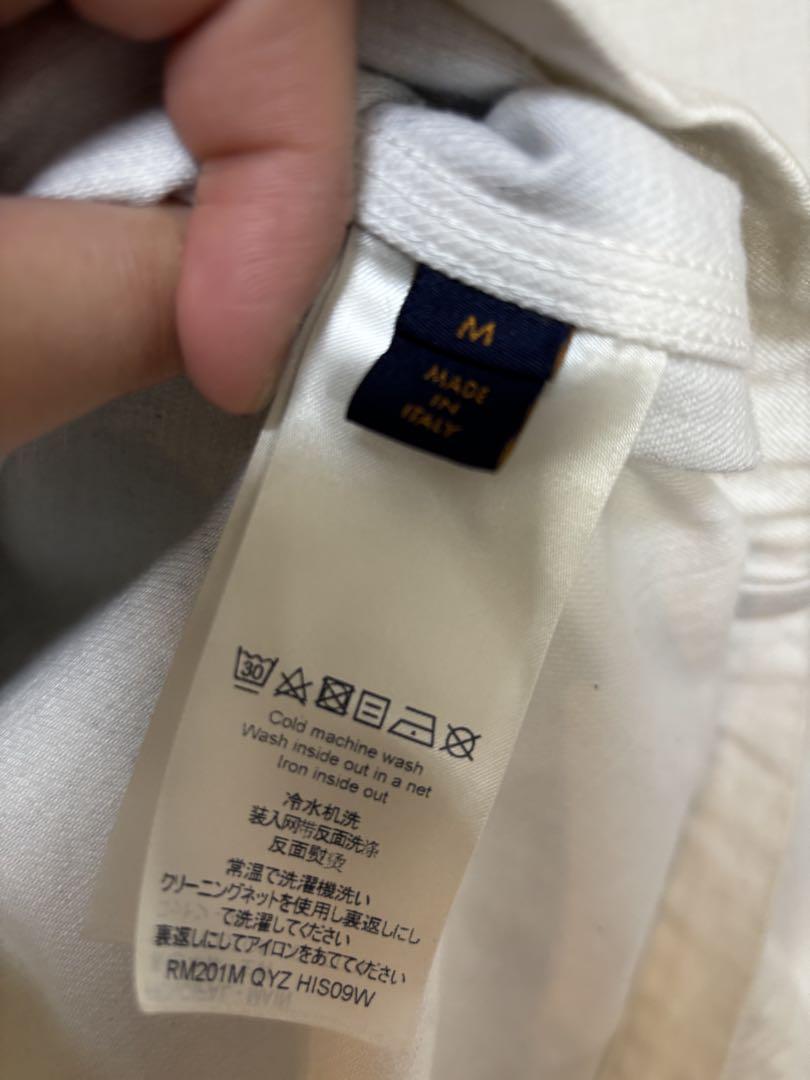 M
MADE
IN
ITALY
30
Cold machine wash
Wash inside out in a net
Iron inside out
冷水机洗
装入网带反面洗涤
反面熨烫
常温で洗濯機洗い
クリーニングネットを使用し裏返しにし
て洗濯してください
裏返しにしてアイロンをあててください
RM201M QYZ HIS09W